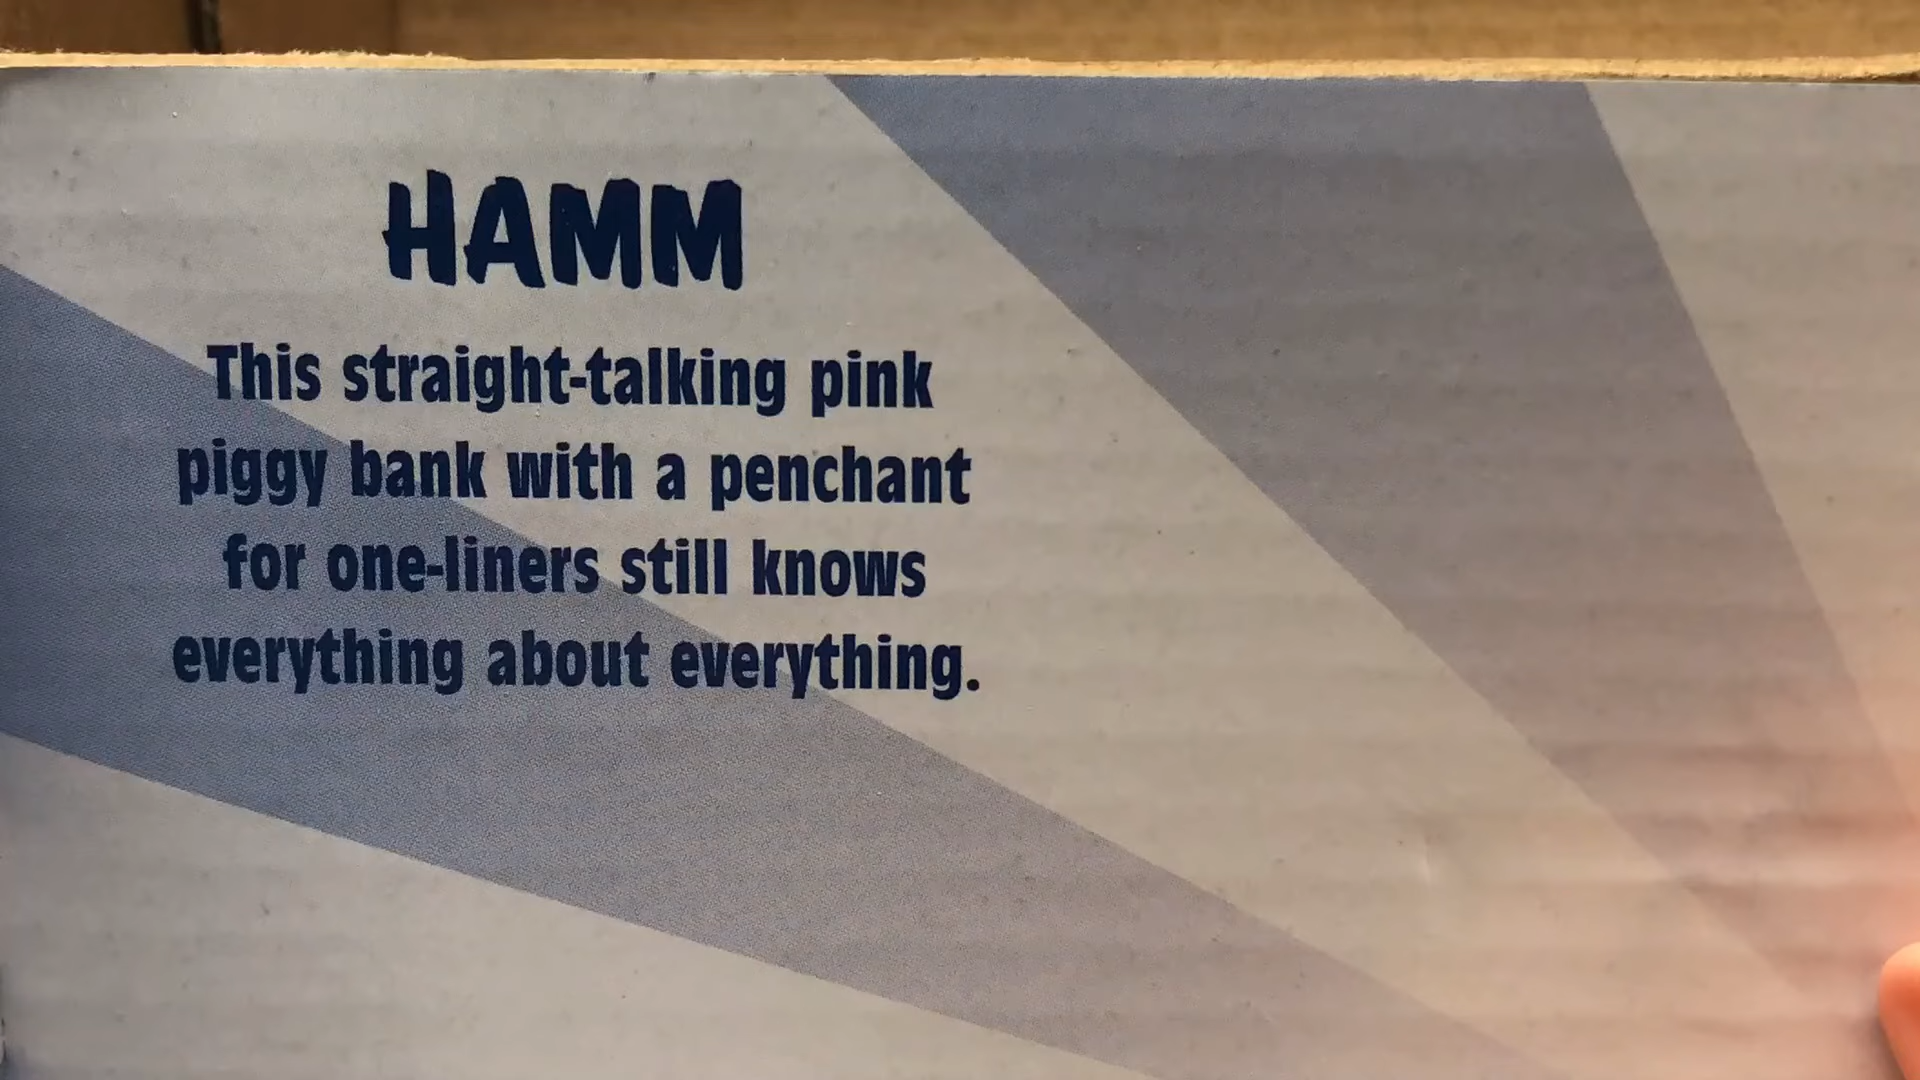 HAMM
This straight-talking pink
piggy bank with a penchant
for one-liners still knows
everything about everything.